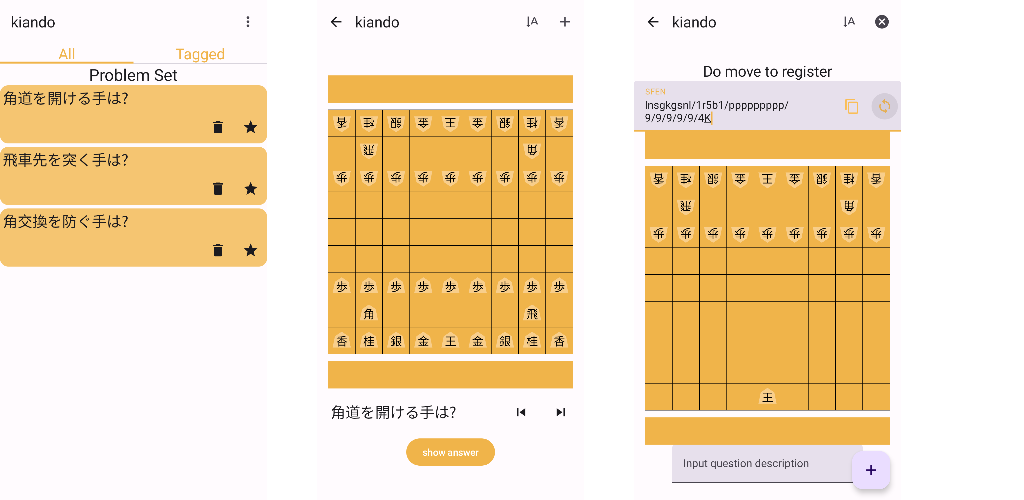 kiando
All Tagged
Problem Set
角道を開ける手は?
飛車先を突く手は?
角交換を防ぐ手は?
kiando
香 桂 銀 金 王 金 銀 桂 香
飛 角
歩 歩 歩 歩 歩 歩 歩 歩 歩
歩 歩 歩 歩 歩 歩 歩 歩 歩
角 飛
香 桂 銀 金 王 金 銀 桂 香
角道を開ける手は?
show answer
kiando
Do move to register
SFEN
lnsgkgsnl/1r5b1/ppppppppp/
9/9/9/9/9/4K
香 桂 銀 金 王 金 銀 桂 香
飛 角
歩 歩 歩 歩 歩 歩 歩 歩 歩
王
Input question description